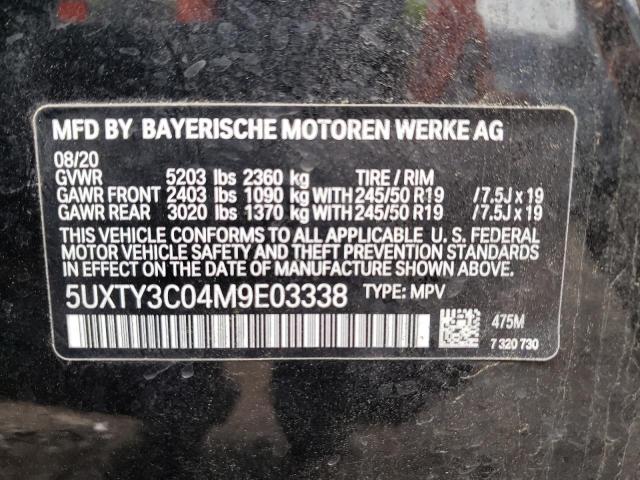 MFD BY BAYERISCHE MOTOREN WERKE AG
08/20
GVWR 5203 lbs 2360 kg TIRE / RIM
GAWR FRONT 2403 lbs 1090 kg WITH 245/50 R19 /7.5J x 19
GAWR REAR 3020 lbs 1370 kg WITH 245/50 R19 /7.5J x 19
THIS VEHICLE CONFORMS TO ALL APPLICABLE U. S. FEDERAL
MOTOR VEHICLE SAFETY AND THEFT PREVENTION STANDARDS
IN EFFECT ON THE DATE OF MANUFACTURE SHOWN ABOVE.
5UXTY3C04M9E03338 TYPE: MPV
475M
7 320 730